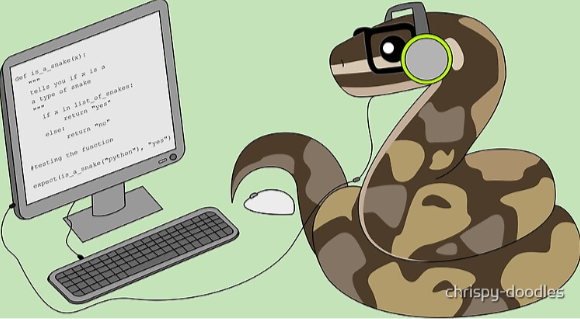 def is_a_snake(x):
"""
tells you if x is a
a type of snake
"""
if x in list_of_snakes:
return "yes"
else:
return "no"
#testing the function
expect(is_a_snake("python"), "yes")
chrispy-doodles